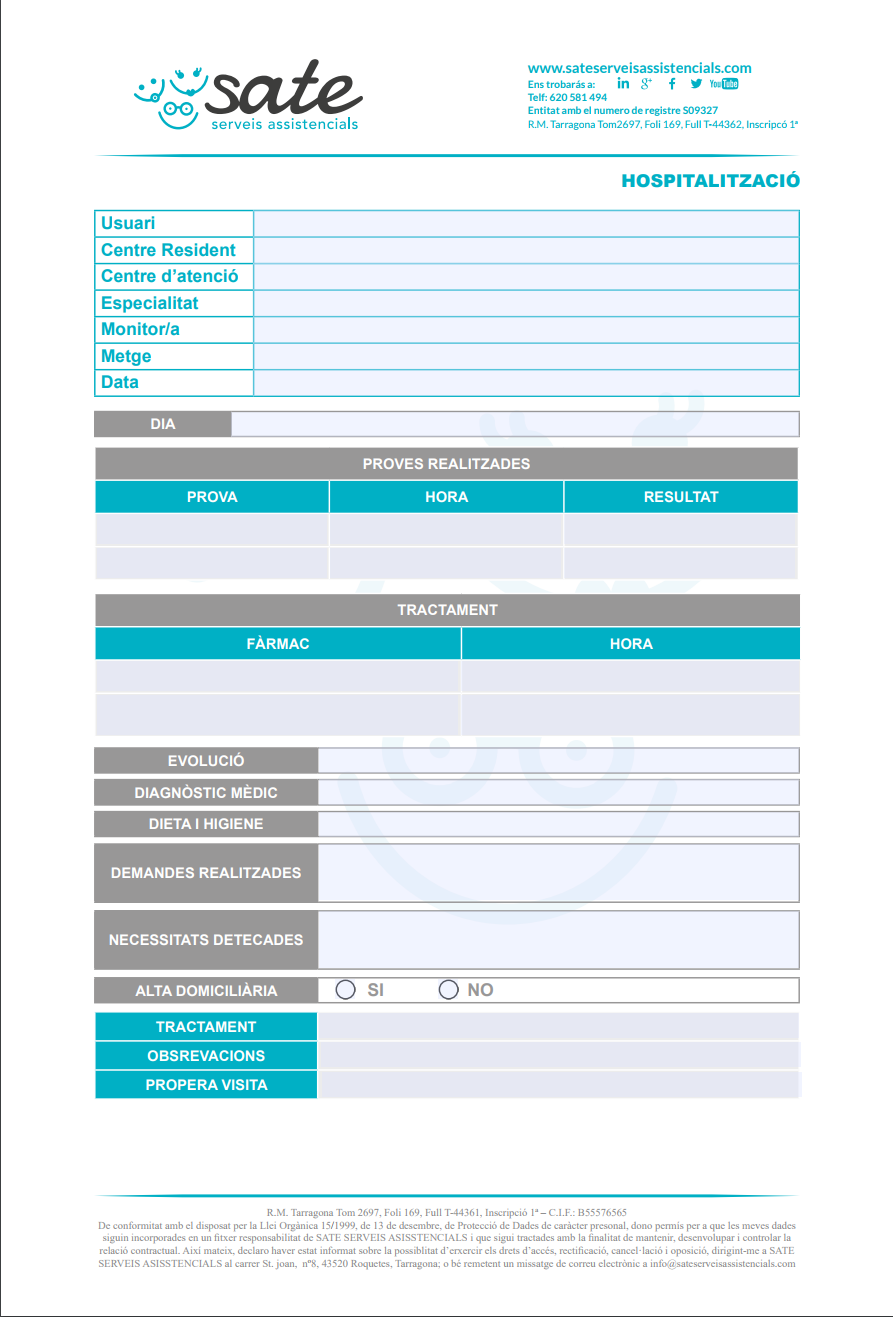 sate
serveis assistencials
www.sateserveisassistencials.com
Ens trobarás a: in g+ f YouTube
Telf: 620 581 494
Entitat amb el numero de registre S09327
R.M. Tarragona Tom2697, Foli 169, Full T-44362, Inscripcó 1ª
HOSPITALITZACIÓ
Usuari
Centre Resident
Centre d’atenció
Especialitat
Monitor/a
Metge
Data
DIA
PROVES REALITZADES
PROVA HORA RESULTAT
TRACTAMENT
FÀRMAC HORA
EVOLUCIÓ
DIAGNÒSTIC MÈDIC
DIETA I HIGIENE
DEMANDES REALITZADES
NECESSITATS DETECADES
ALTA DOMICILIÀRIA SI NO
TRACTAMENT
OBSREVACIONS
PROPERA VISITA
R.M. Tarragona Tom 2697, Foli 169, Full T-44361, Inscripció 1ª – C.I.F.: B55576565
De conformitat amb el disposat per la Llei Orgànica 15/1999, de 13 de desembre, de Protecció de Dades de caràcter presonal, dono permís per a que les meves dades
siguin incorporades en un fitxer responsabilitat de SATE SERVEIS ASISSTENCIALS i que sigui tractades amb la finalitat de mantenir, desenvolupar i controlar la
relació contractual. Així mateix, declaro haver estat informat sobre la possiblitat d’erxercir els drets d’accés, rectificació, cancel·lació i oposició, dirigint-me a SATE
SERVEIS ASISSTENCIALS al carrer St. joan, nº8, 43520 Roquetes, Tarragona; o bé remetent un missatge de correu electrònic a info@sateserveisassistencials.com